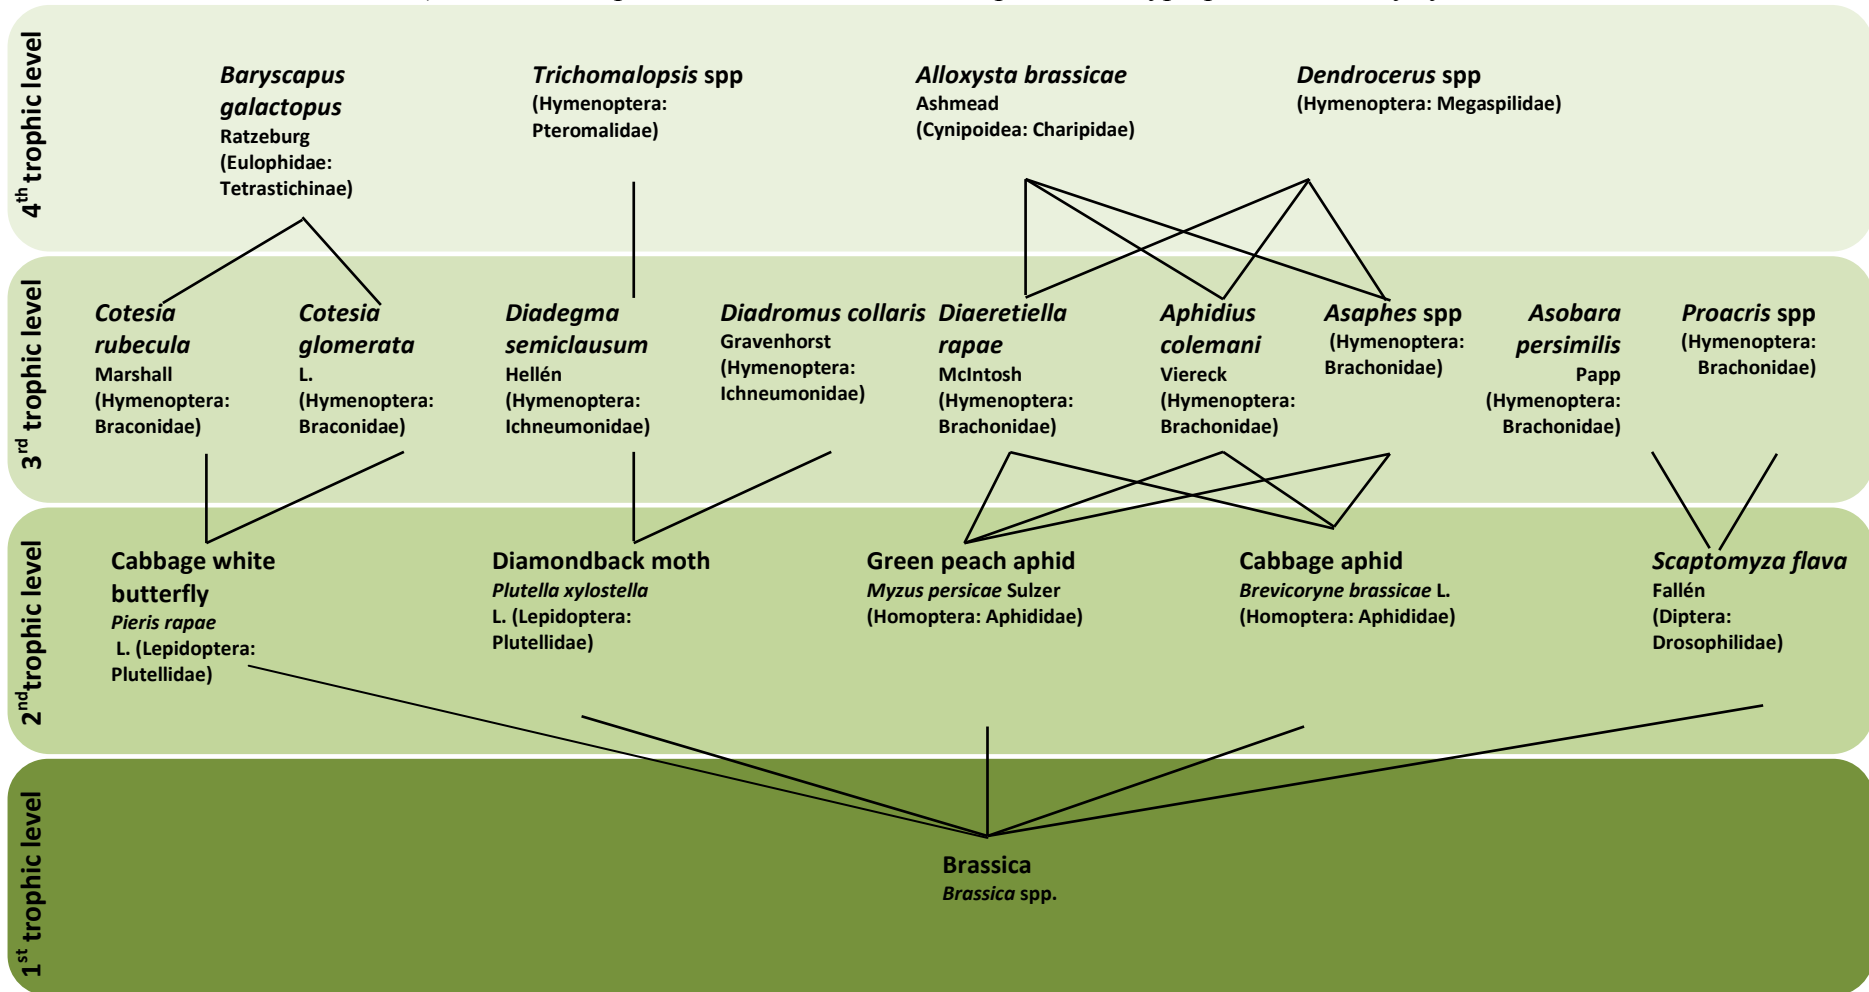 4th trophic level
Baryscapus
galactopus
Ratzeburg
(Eulophidae:
Tetrastichinae)
Trichomalopsis spp
(Hymenoptera:
Pteromalidae)
Alloxysta brassicae
Ashmead
(Cynipoidea: Charipidae)
Dendrocerus spp
(Hymenoptera: Megaspilidae)
3rd trophic level
Cotesia
rubecula
Marshall
(Hymenoptera:
Braconidae)
Cotesia
glomerata
L.
(Hymenoptera:
Braconidae)
Diadegma
semiclausum
Hellén
(Hymenoptera:
Ichneumonidae)
Diadromus collaris
Gravenhorst
(Hymenoptera:
Ichneumonidae)
Diaeretiella
rapae
McIntosh
(Hymenoptera:
Brachonidae)
Aphidius
colemani
Viereck
(Hymenoptera:
Brachonidae)
Asaphes spp
(Hymenoptera:
Brachonidae)
Asobara
persimilis
Papp
(Hymenoptera:
Brachonidae)
Proacris spp
(Hymenoptera:
Brachonidae)
2nd trophic level
Cabbage white
butterfly
Pieris rapae
L. (Lepidoptera:
Plutellidae)
Diamondback moth
Plutella xylostella
L. (Lepidoptera:
Plutellidae)
Green peach aphid
Myzus persicae Sulzer
(Homoptera: Aphididae)
Cabbage aphid
Brevicoryne brassicae L.
(Homoptera: Aphididae)
Scaptomyza flava
Fallén
(Diptera:
Drosophilidae)
1st trophic level
Brassica
Brassica spp.